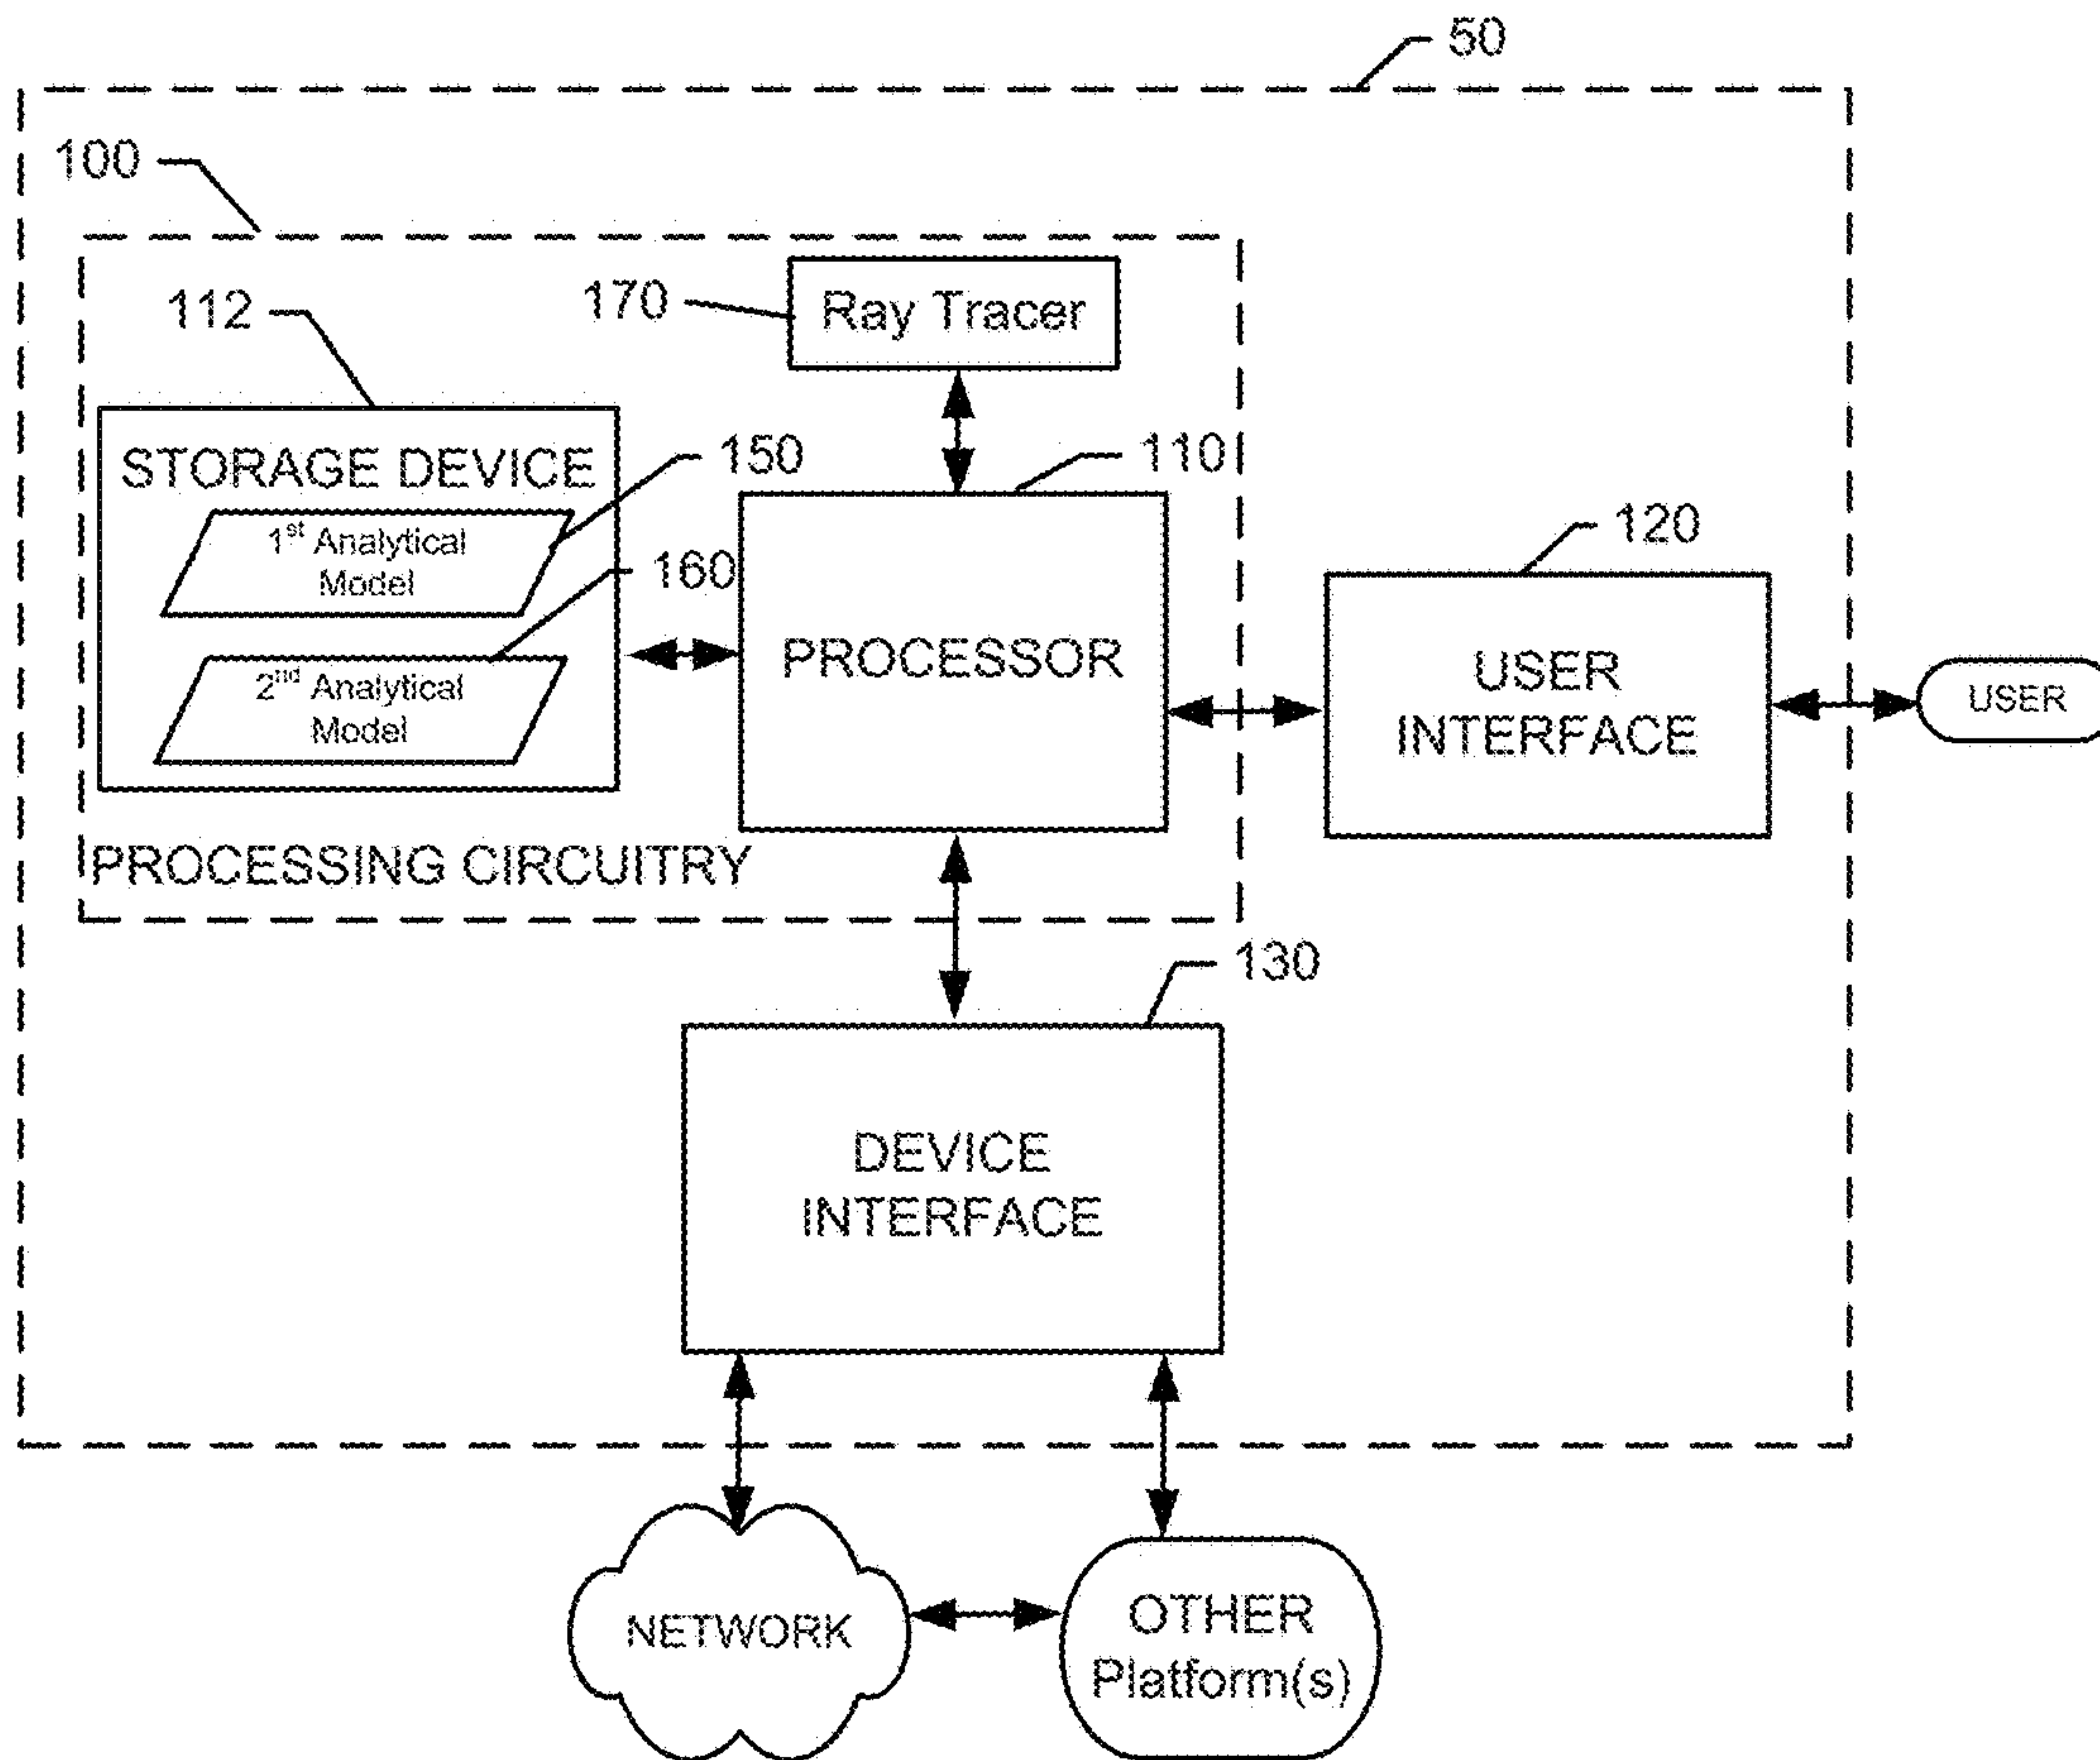 50
100
170
Ray Tracer
112
STORAGE DEVICE
150
110
1st Analytical
Model
160
120
2nd Analytical
Model
PROCESSOR
USER
INTERFACE
USER
PROCESSING CIRCUITRY
130
DEVICE
INTERFACE
NETWORK
OTHER
Platform(s)